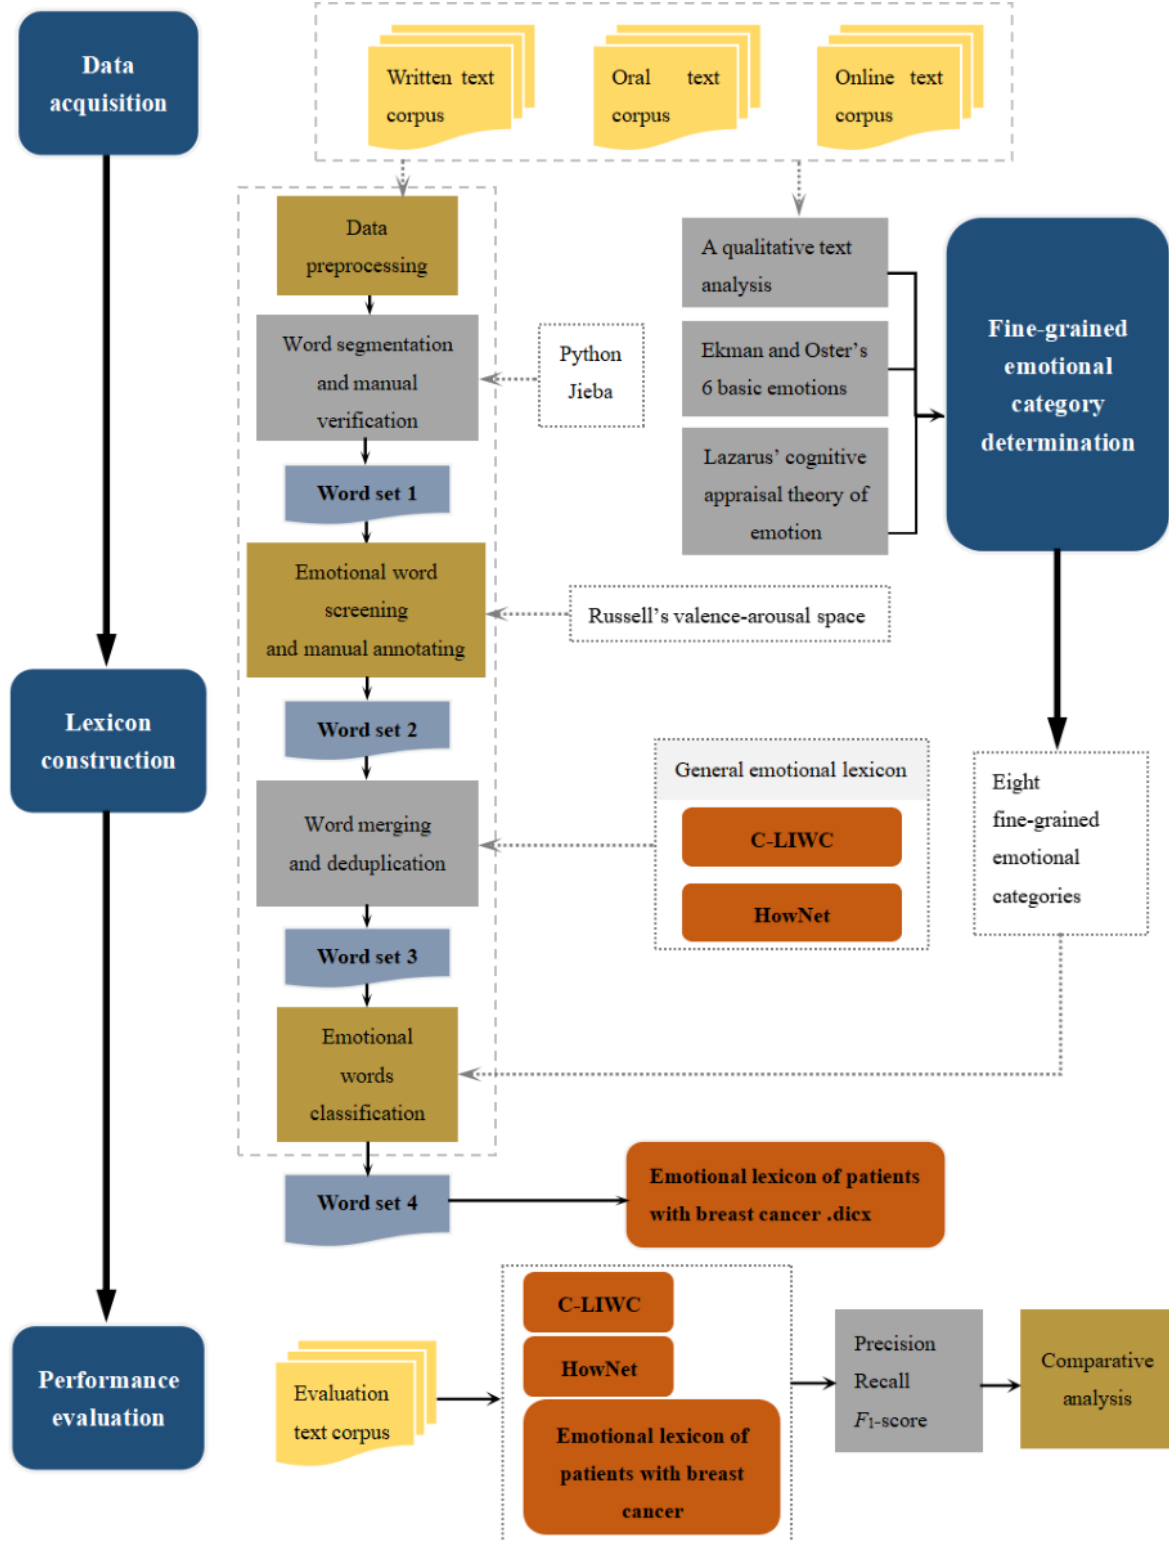 Data
acquisition
Written text
corpus
Oral text
corpus
Online text
corpus
Data
preprocessing
Word segmentation
and manual
verification
Python
Jieba
Word set 1
Emotional word
screening
and manual annotating
Russell's valence-arousal space
A qualitative text
analysis
Ekman and Oster's
6 basic emotions
Lazarus' cognitive
appraisal theory of
emotion
Fine-grained
emotional
category
determination
Lexicon
construction
Word set 2
Word merging
and deduplication
General emotional lexicon
C-LIWC
HowNet
Eight
fine-grained
emotional
categories
Word set 3
Emotional
words
classification
Word set 4
Emotional lexicon of patients
with breast cancer .dicx
Performance
evaluation
Evaluation
text corpus
C-LIWC
HowNet
Emotional lexicon of
patients with breast
cancer
Precision
Recall
F1-score
Comparative
analysis